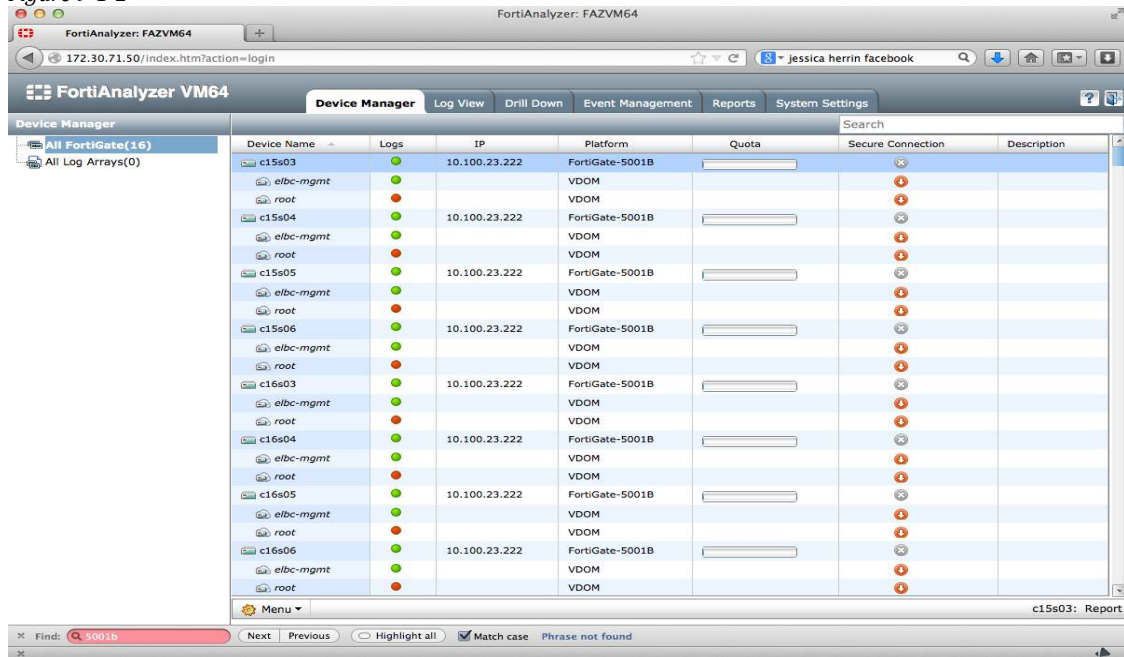 FortiAnalyzer: FAZVM64
FortiAnalyzer: FAZVM64
172.30.71.50/index.htm?action=login
jessica herrin facebook
FortiAnalyzer VM64
Device Manager Log View Drill Down Event Management Reports System Settings
Device Manager
Search
All FortiGate(16)
All Log Arrays(0)
Device Name Logs IP Platform Quota Secure Connection Description
c15s03 10.100.23.222 FortiGate-5001B
elbc-mgmt VDOM
root VDOM
c15s04 10.100.23.222 FortiGate-5001B
elbc-mgmt VDOM
root VDOM
c15s05 10.100.23.222 FortiGate-5001B
elbc-mgmt VDOM
root VDOM
c15s06 10.100.23.222 FortiGate-5001B
elbc-mgmt VDOM
root VDOM
c16s03 10.100.23.222 FortiGate-5001B
elbc-mgmt VDOM
root VDOM
c16s04 10.100.23.222 FortiGate-5001B
elbc-mgmt VDOM
root VDOM
c16s05 10.100.23.222 FortiGate-5001B
elbc-mgmt VDOM
root VDOM
c16s06 10.100.23.222 FortiGate-5001B
elbc-mgmt VDOM
root VDOM
Menu
c15s03: Report
Find: 5001b Next Previous Highlight all Match case Phrase not found